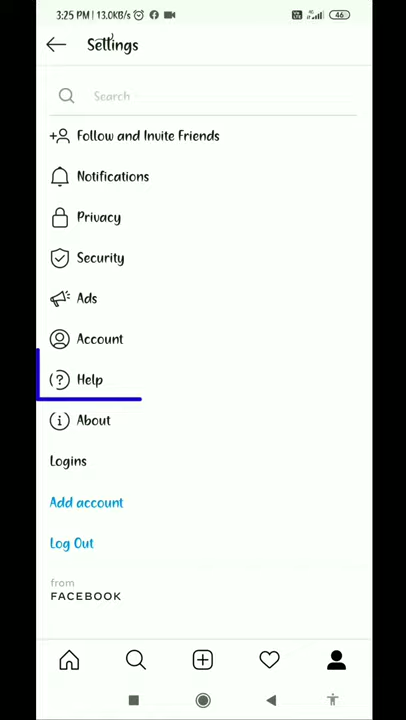 3:25 PM | 13.0KB/s
46
Settings
Search
Follow and Invite Friends
Notifications
Privacy
Security
Ads
Account
Help
About
Logins
Add account
Log Out
from
FACEBOOK